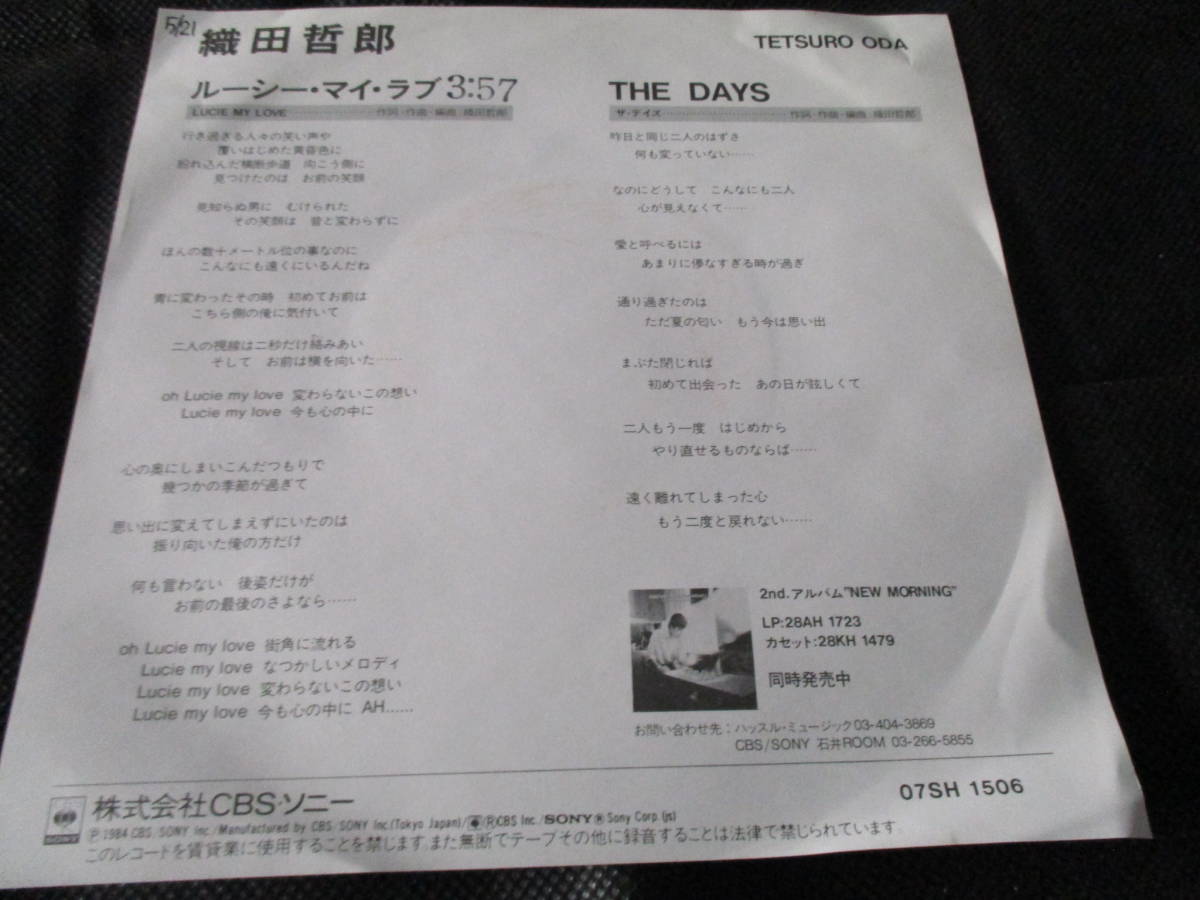 5/21
織田哲郎
TETSURO ODA
ルーシー・マイ・ラブ 3:57
LUCIE MY LOVE 作詞・作曲・編曲 織田哲郎
行き過ぎる人々の笑い声や
覆いはじめた黄昏色に
紛れ込んだ横断歩道 向こう側に
見つけたのは お前の笑顔
見知らぬ男に むけられた
その笑顔は 昔と変わらずに
ほんの数十メートル位の事なのに
こんなにも遠くにいるんだね
青に変わったその時 初めてお前は
こちら側の俺に気付いて
二人の視線は二秒だけ絡みあい
そして お前は横を向いた……
oh Lucie my love 変わらないこの想い
Lucie my love 今も心の中に
心の奥にしまいこんだつもりで
幾つかの季節が過ぎて
思い出に変えてしまえずにいたのは
振り向いた俺の方だけ
何も言わない 後姿だけが
お前の最後のさよなら……
oh Lucie my love 街角に流れる
Lucie my love なつかしいメロディ
Lucie my love 変わらないこの想い
Lucie my love 今も心の中に AH……
THE DAYS
ザ・デイズ 作詞・作曲・編曲 織田哲郎
昨日と同じ二人のはずさ
何も変っていない……
なのにどうして こんなにも二人
心が見えなくて……
愛と呼べるには
あまりに儚なすぎる時が過ぎ
通り過ぎたのは
ただ夏の匂い もう今は思い出
まぶた閉じれば
初めて出会った あの日が眩しくて
二人もう一度 はじめから
やり直せるものならば……
遠く離れてしまった心
もう二度と戻れない……
2nd.アルバム"NEW MORNING"
LP:28AH 1723
カセット:28KH 1479
同時発売中
お問い合わせ先：ハッスル・ミュージック03-404-3869
CBS/SONY 石井ROOM 03-266-5855
07SH 1506
SONY
株式会社CBS・ソニー
Ⓟ1984 CBS/SONY Inc./Manufactured by CBS/SONY Inc.(Tokyo Japan)/Ⓡ CBS Inc./SONY® Sony Corp. (js)
このレコードを賃貸業に使用することを禁じます。また無断でテープその他に録音することは法律で禁じられています。